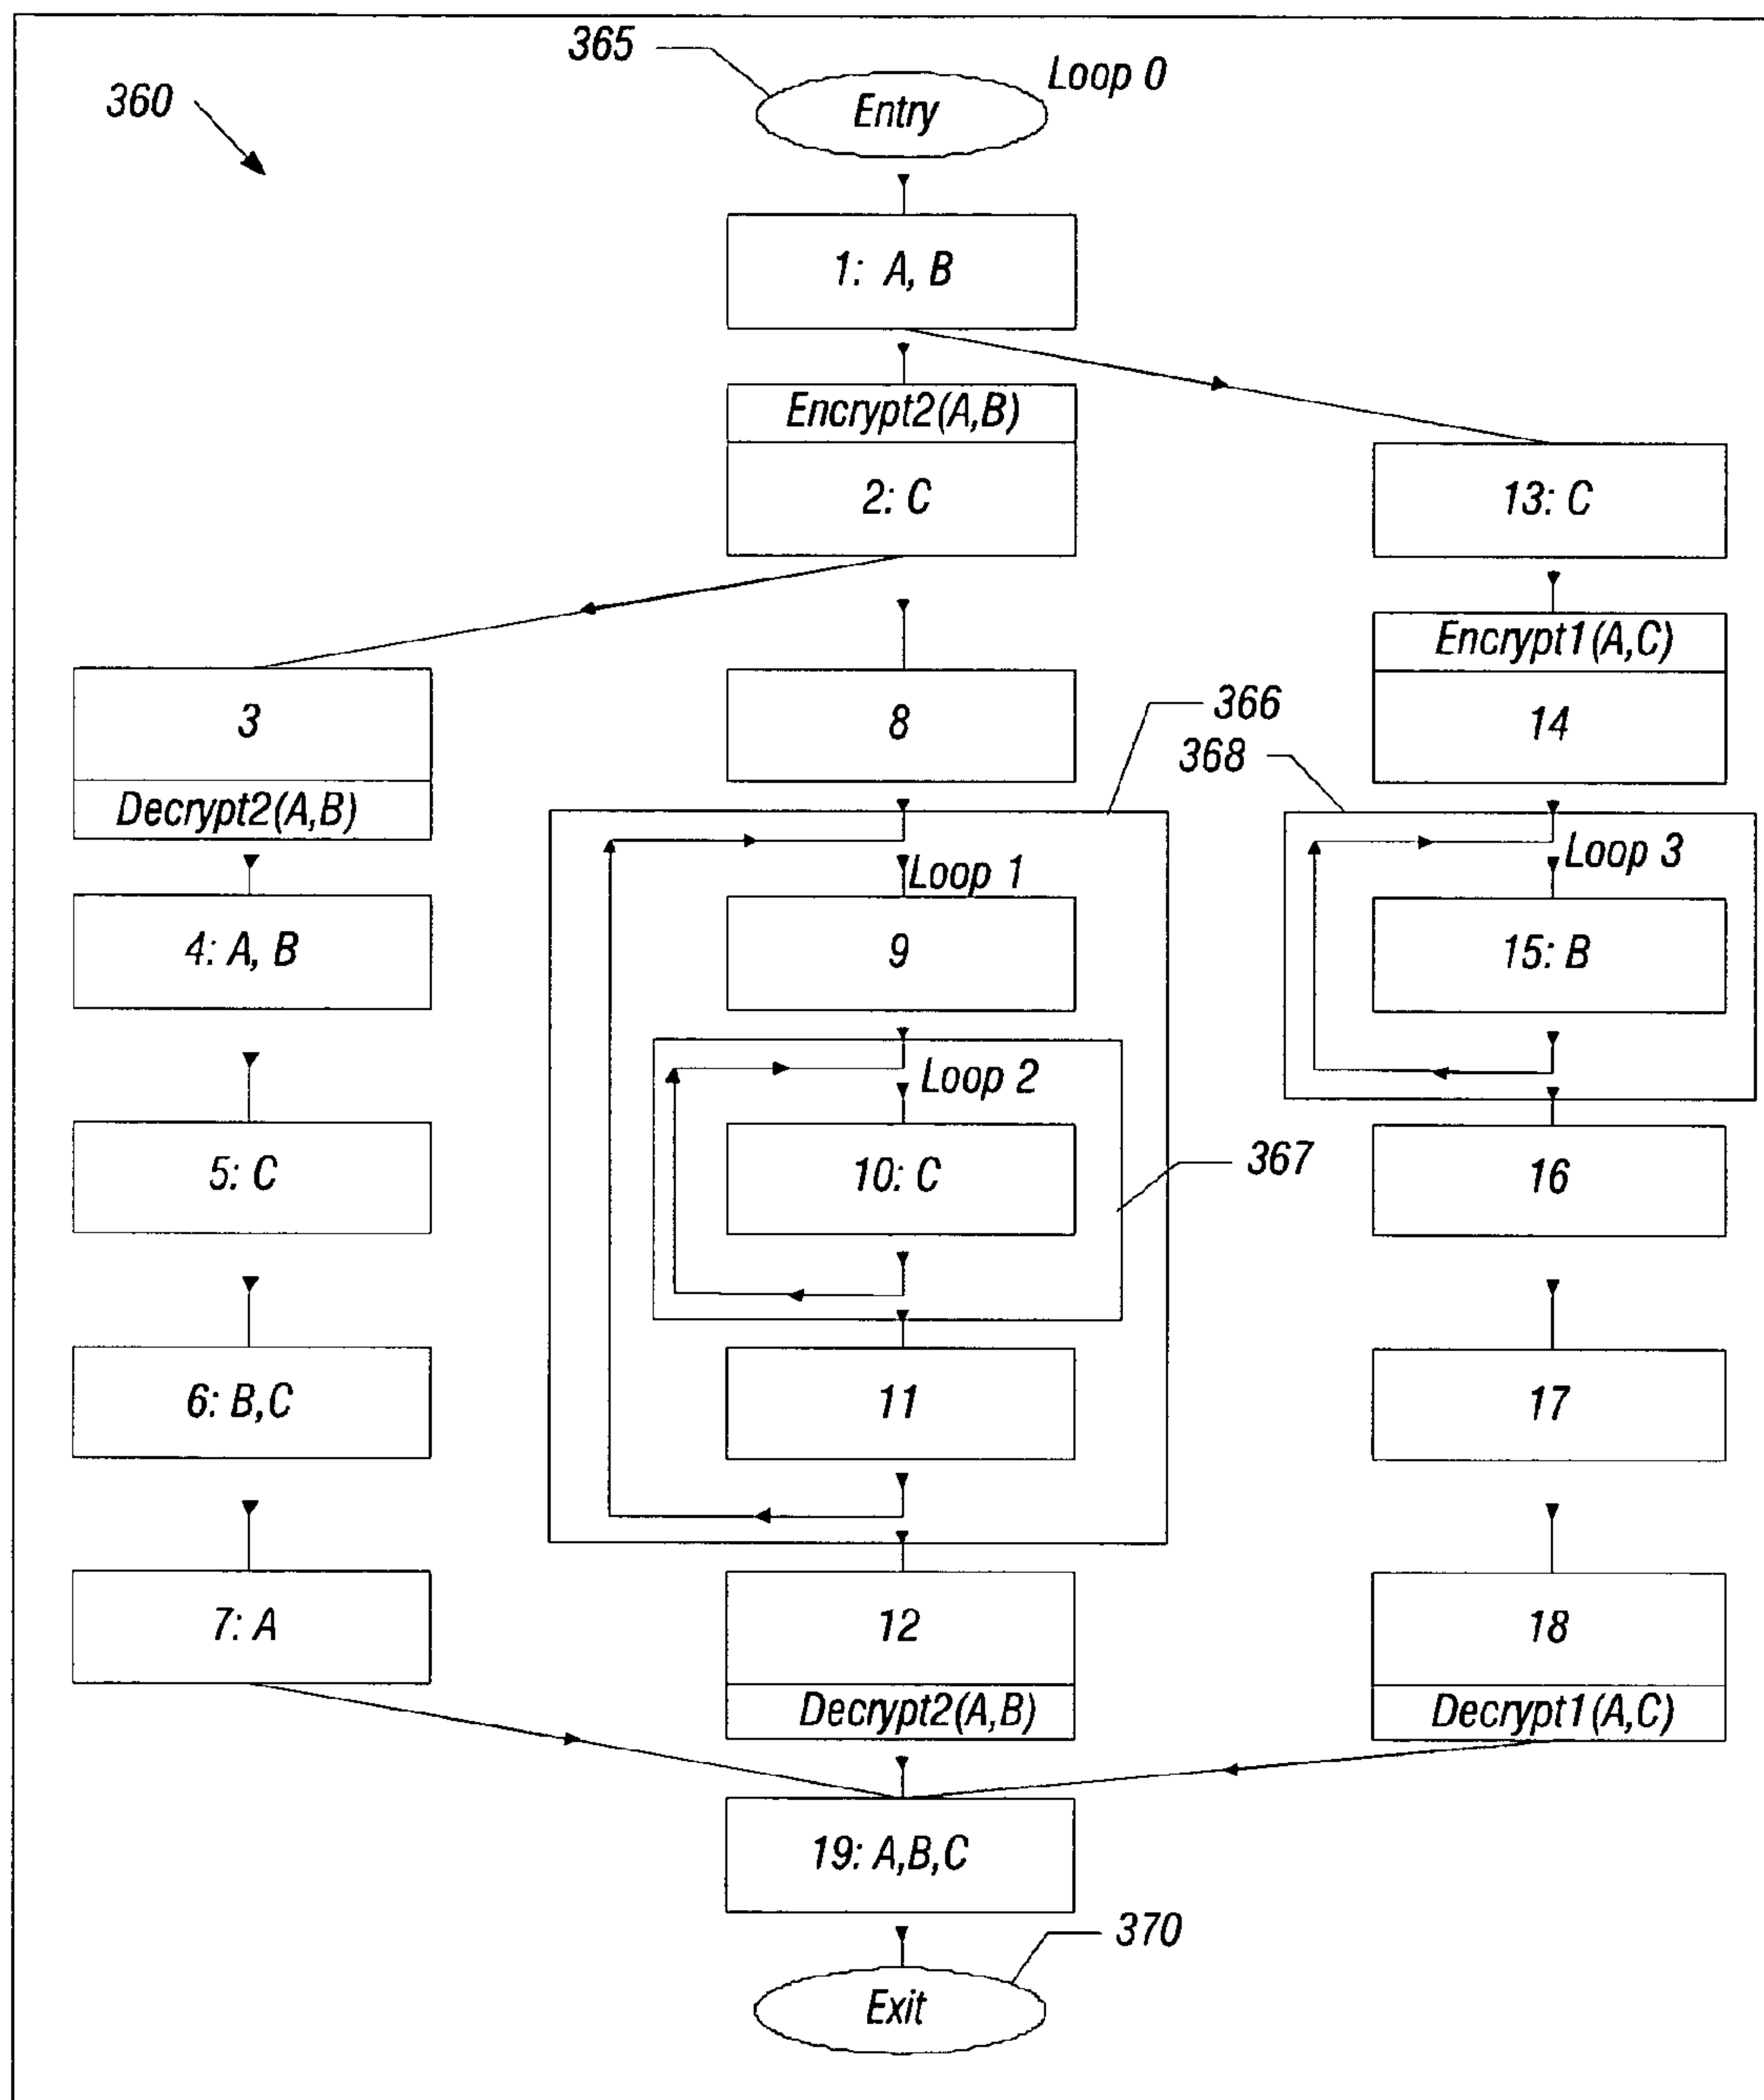 365
Loop 0
360
Entry
1: A, B
Encrypt2(A,B)
2: C
13: C
Encrypt1(A,C)
14
3
Decrypt2(A,B)
8
366
368
Loop 1
Loop 3
4: A, B
9
15: B
Loop 2
5: C
10: C
367
16
6: B,C
11
17
7: A
12
Decrypt2(A,B)
18
Decrypt1(A,C)
19: A,B,C
370
Exit